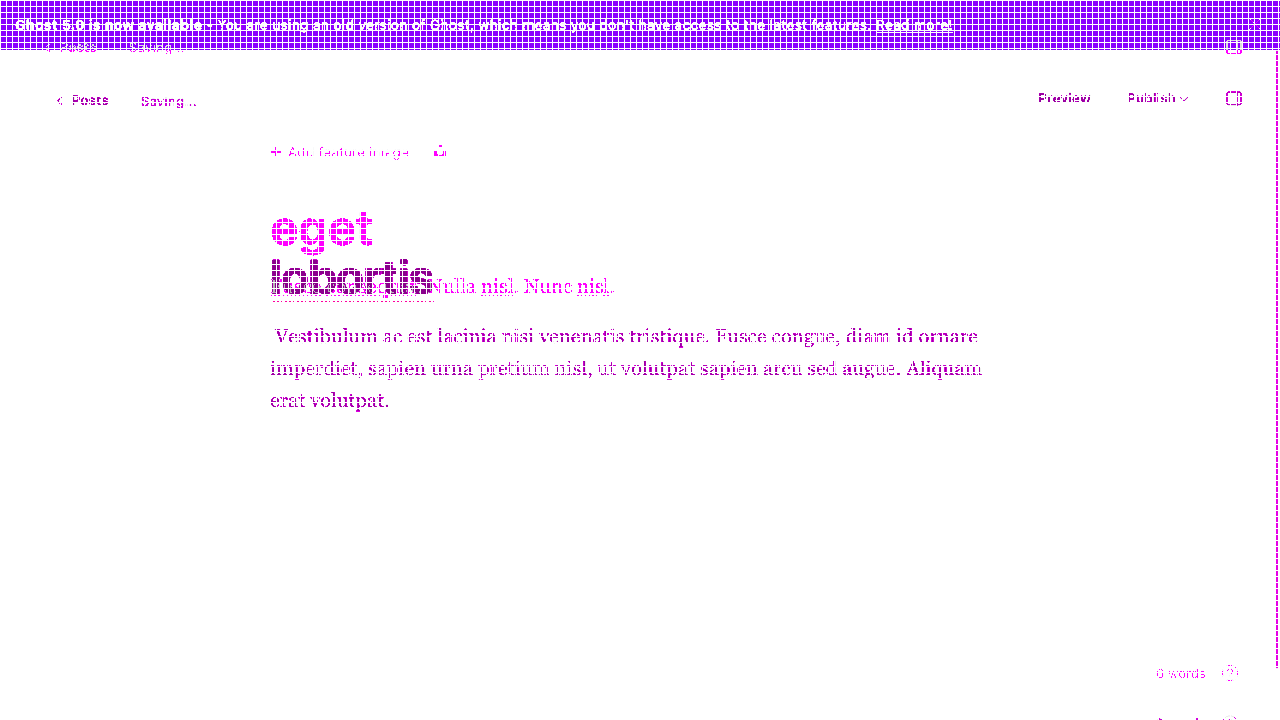 Ghost 5.0 is now available - You are using an old version of Ghost, which means you don't have access to the latest features. Read more!
Posts Saving...
Posts Saving... Preview Publish
Add feature image
eget
lobortis
Nulla nisl. Nunc nisl.
Vestibulum ac est lacinia nisi venenatis tristique. Fusce congue, diam id ornare
imperdiet, sapien urna pretium nisl, ut volutpat sapien arcu sed augue. Aliquam
erat volutpat.
0 words